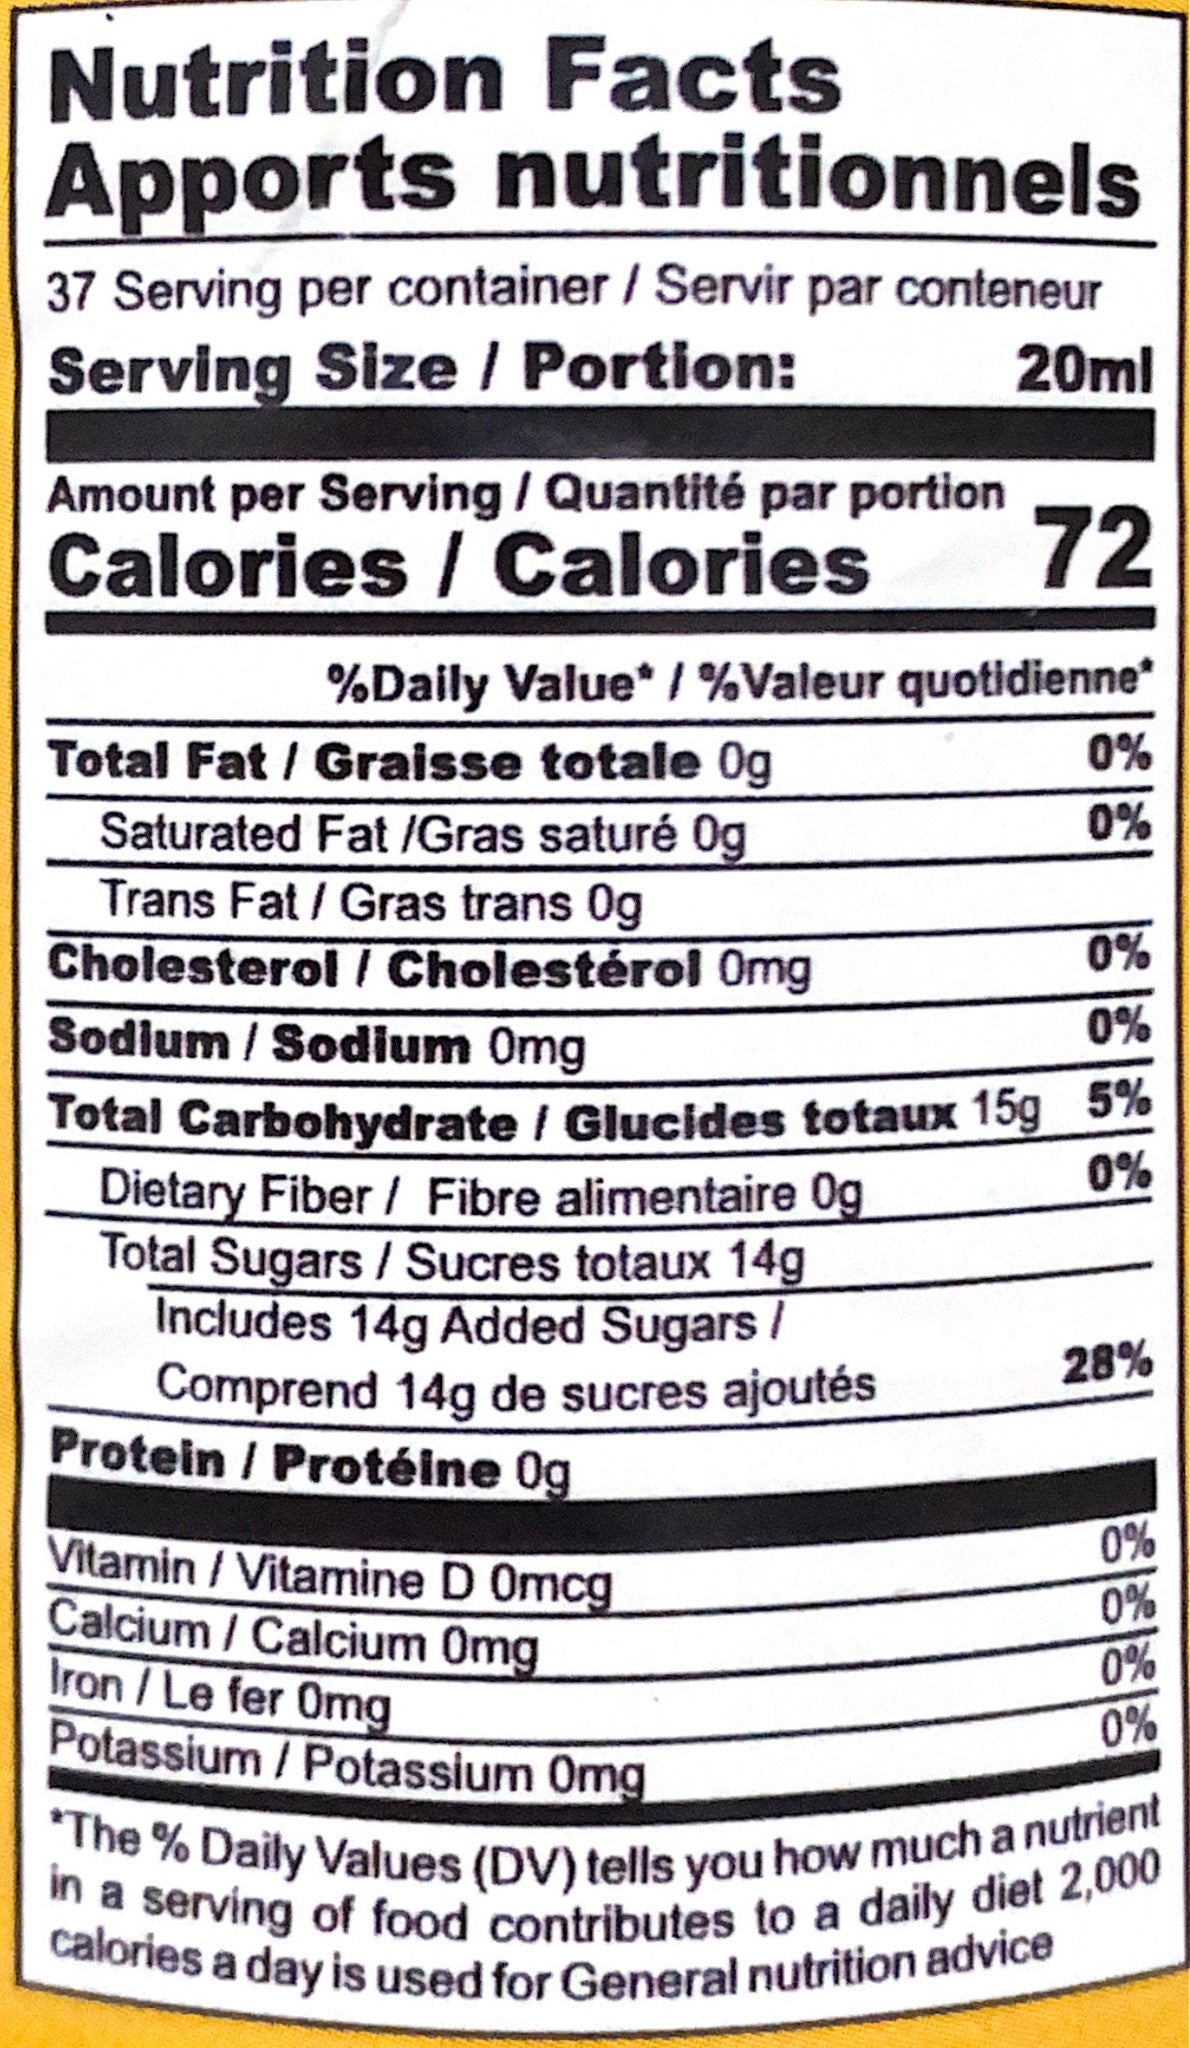 Nutrition Facts
Apports nutritionnels
37 Serving per container / Servir par conteneur
Serving Size / Portion: 20ml
Amount per Serving / Quantité par portion
Calories / Calories 72
%Daily Value* / %Valeur quotidienne*
Total Fat / Graisse totale 0g 0%
Saturated Fat /Gras saturé 0g 0%
Trans Fat / Gras trans 0g
Cholesterol / Cholestérol 0mg 0%
Sodium / Sodium 0mg 0%
Total Carbohydrate / Glucides totaux 15g 5%
Dietary Fiber / Fibre alimentaire 0g 0%
Total Sugars / Sucres totaux 14g
Includes 14g Added Sugars /
Comprend 14g de sucres ajoutés 28%
Protein / Protéine 0g
Vitamin / Vitamine D 0mcg 0%
Calcium / Calcium 0mg 0%
Iron / Le fer 0mg 0%
Potassium / Potassium 0mg 0%
*The % Daily Values (DV) tells you how much a nutrient
in a serving of food contributes to a daily diet 2,000
calories a day is used for General nutrition advice